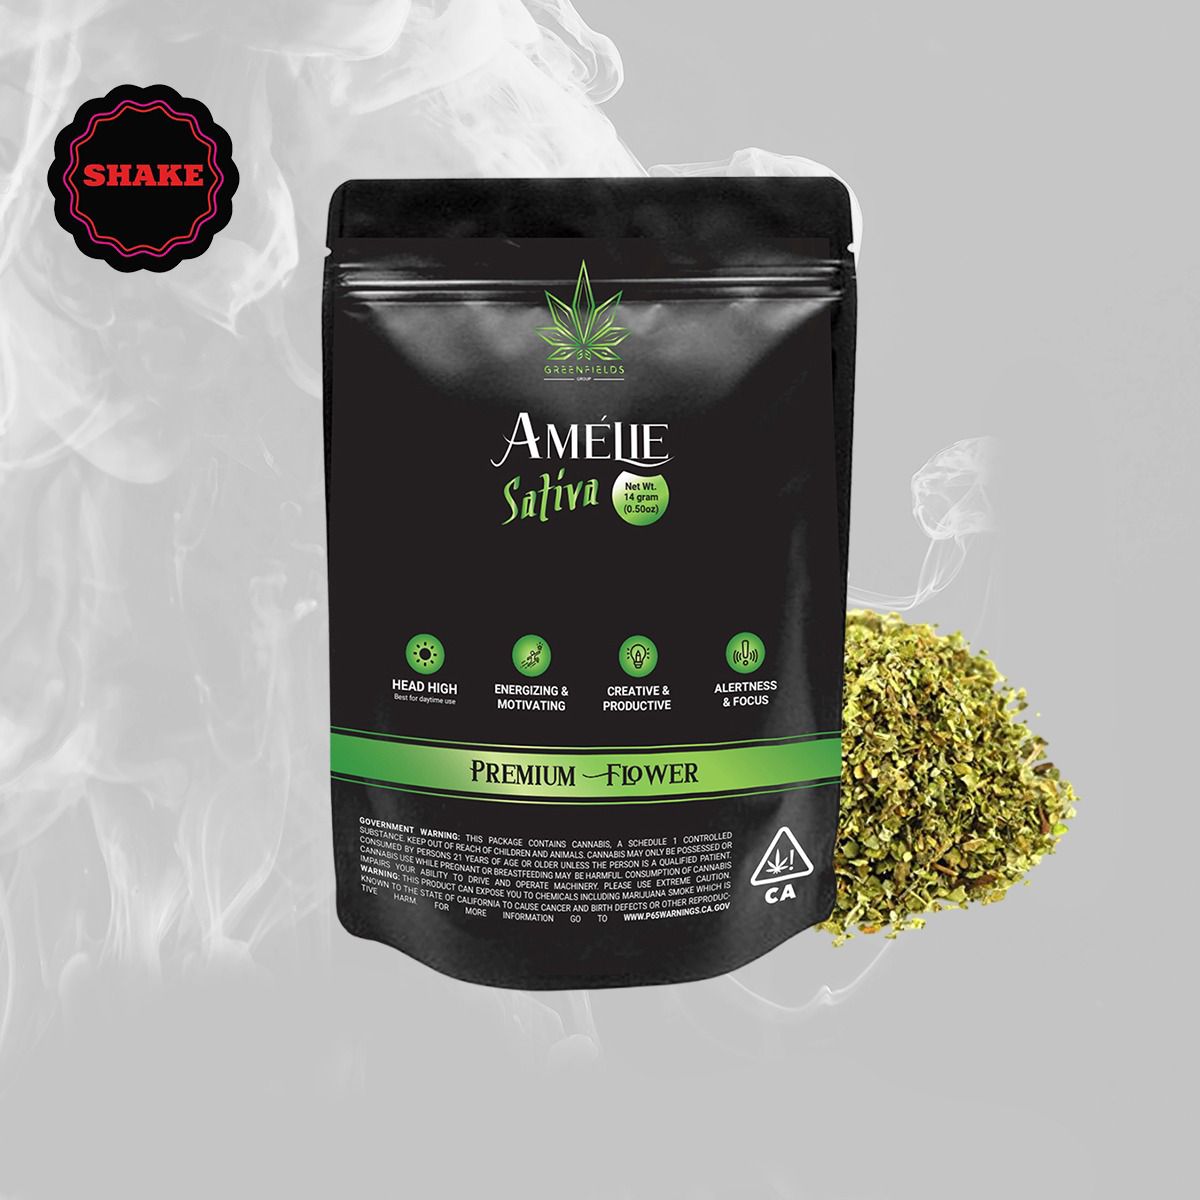 SHAKE
GREENFIELDS
GROUP
AMÉLIE
Sativa
Net Wt.
14 gram
(0.50oz)
HEAD HIGH
Best for daytime use
ENERGIZING &
MOTIVATING
CREATIVE &
PRODUCTIVE
ALERTNESS
& FOCUS
PREMIUM FLOWER
GOVERNMENT WARNING: THIS PACKAGE CONTAINS CANNABIS, A SCHEDULE 1 CONTROLLED
SUBSTANCE. KEEP OUT OF REACH OF CHILDREN AND ANIMALS. CANNABIS MAY ONLY BE POSSESSED OR
CONSUMED BY PERSONS 21 YEARS OF AGE OR OLDER UNLESS THE PERSON IS A QUALIFIED PATIENT.
CANNABIS USE WHILE PREGNANT OR BREASTFEEDING MAY BE HARMFUL. CONSUMPTION OF CANNABIS
IMPAIRS YOUR ABILITY TO DRIVE AND OPERATE MACHINERY. PLEASE USE EXTREME CAUTION.
WARNING: THIS PRODUCT CAN EXPOSE YOU TO CHEMICALS INCLUDING MARIJUANA SMOKE WHICH IS
KNOWN TO THE STATE OF CALIFORNIA TO CAUSE CANCER AND BIRTH DEFECTS OR OTHER REPRODUC-
TIVE HARM. FOR MORE INFORMATION GO TO WWW.P65WARNINGS.CA.GOV
!
CA